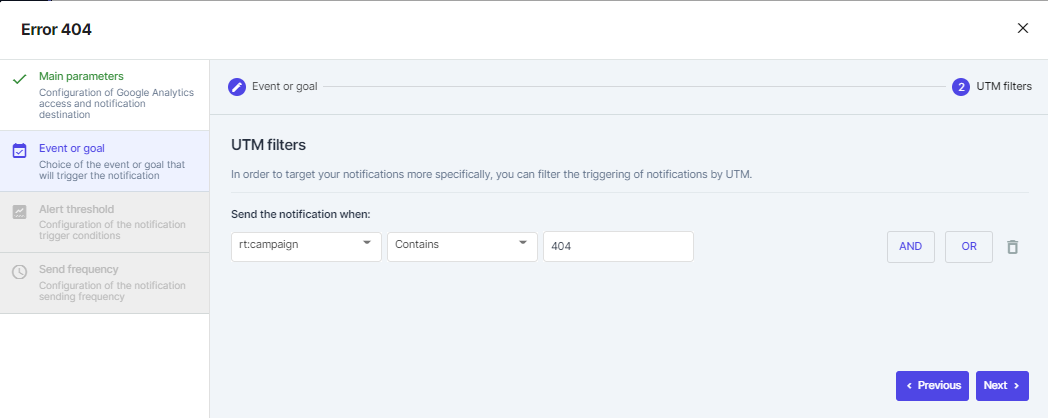 Error 404
Main parameters
Configuration of Google Analytics
access and notification
destination
Event or goal
Choice of the event or goal that
will trigger the notification
Alert threshold
Configuration of the notification
trigger conditions
Send frequency
Configuration of the notification
sending frequency
Event or goal
2 UTM filters
UTM filters
In order to target your notifications more specifically, you can filter the triggering of notifications by UTM.
Send the notification when:
rt:campaign Contains 404 AND OR
Previous Next